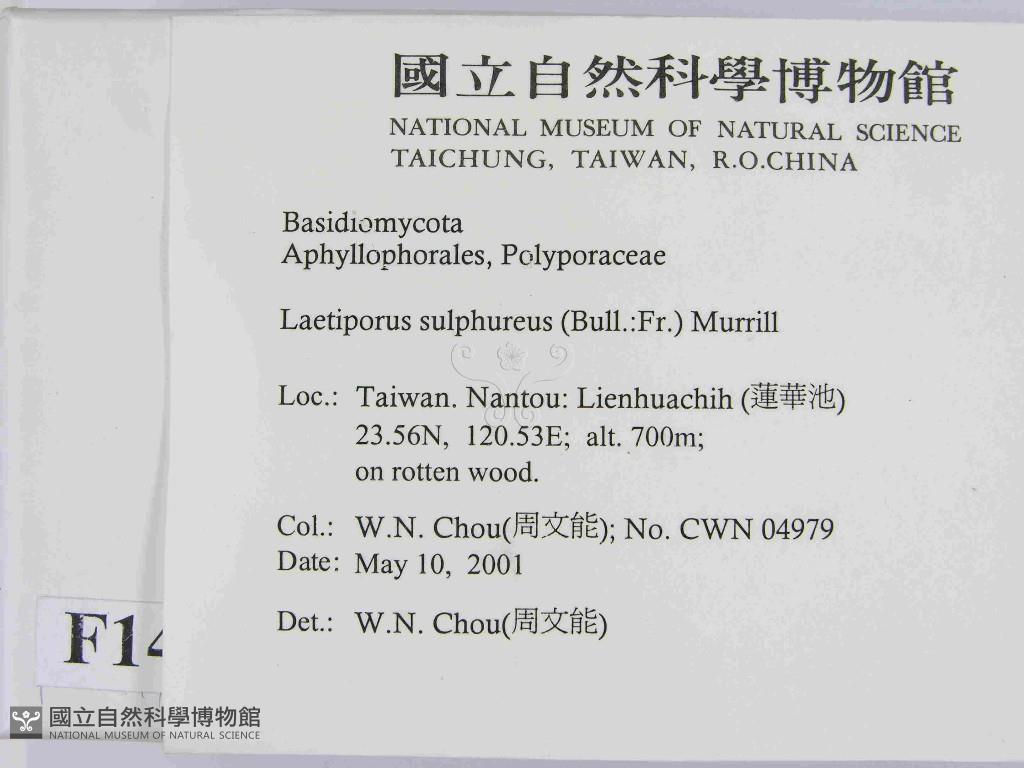 國立自然科學博物館
NATIONAL MUSEUM OF NATURAL SCIENCE
TAICHUNG, TAIWAN, R.O.CHINA
Basidiomycota
Aphyllophorales, Polyporaceae
Laetiporus sulphureus (Bull.:Fr.) Murrill
Loc.: Taiwan. Nantou: Lienhuachih (蓮華池)
23.56N, 120.53E; alt. 700m;
on rotten wood.
Col.: W.N. Chou(周文能); No. CWN 04979
Date: May 10, 2001
Det.: W.N. Chou(周文能)
F14
國立自然科學博物館
NATIONAL MUSEUM OF NATURAL SCIENCE